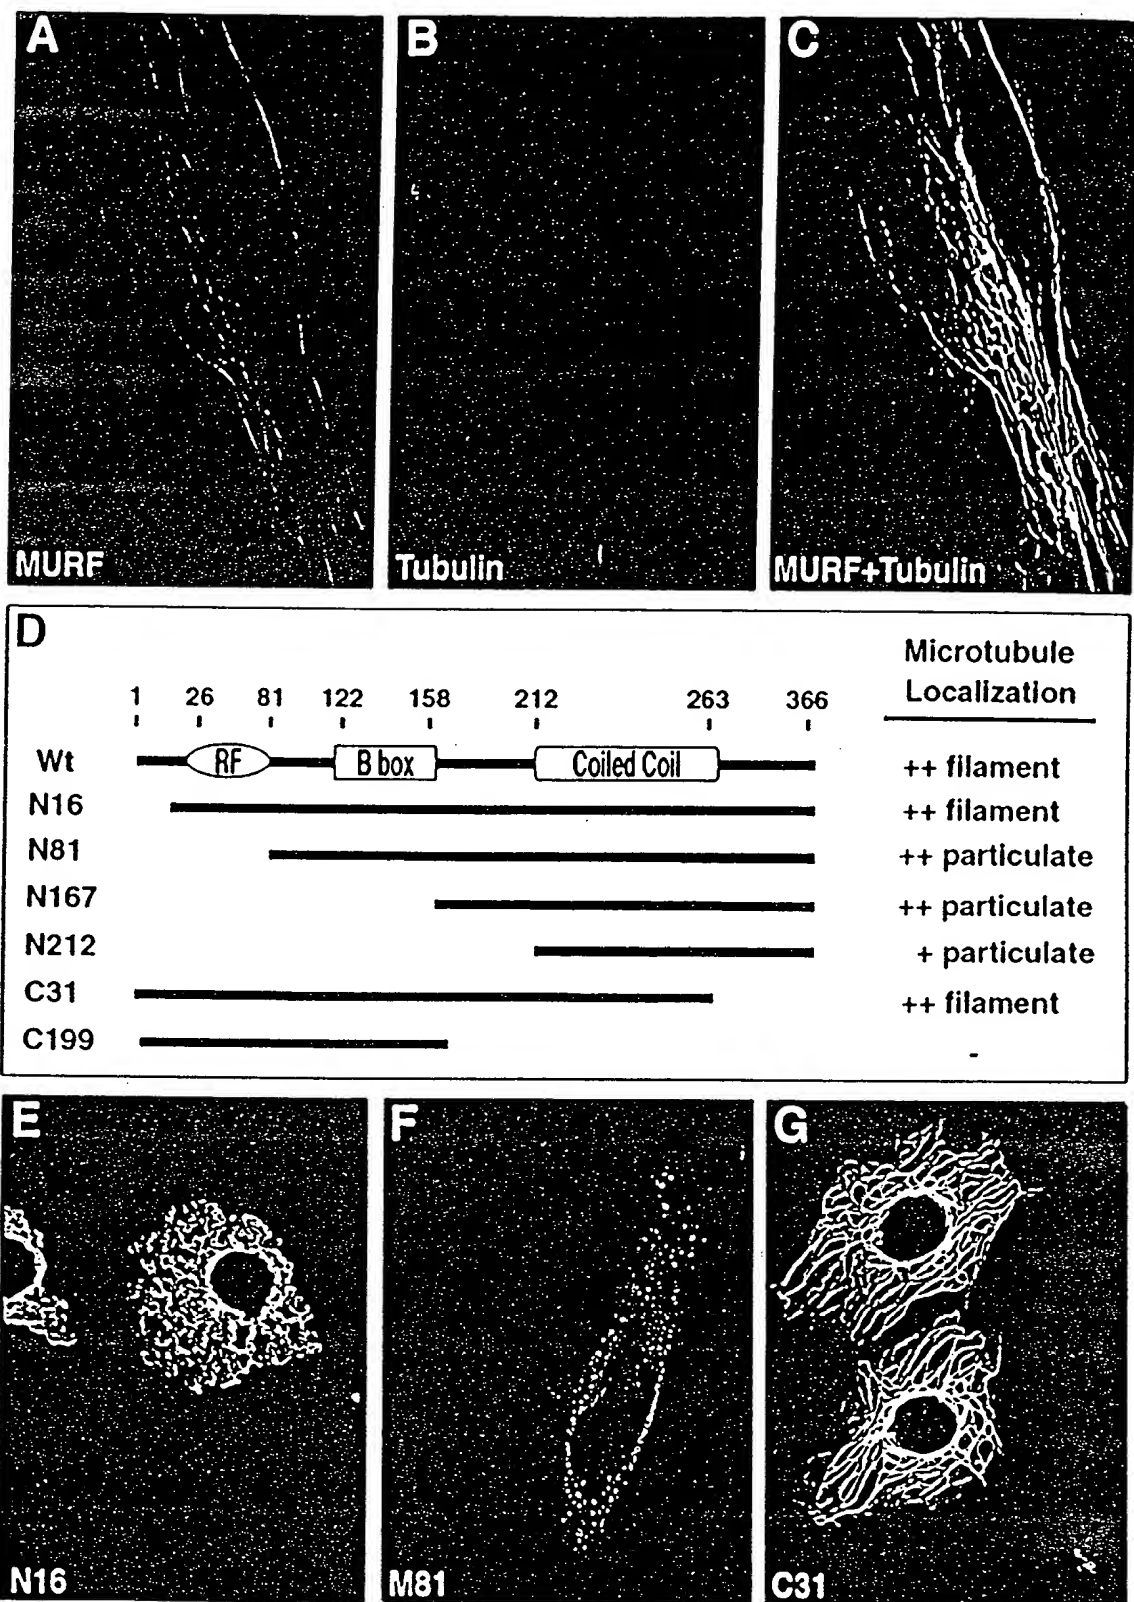 A
B
C
MURF
Tubulin
MURF+Tubulin
D
Microtubule
Localization
1 26 81 122 158 212 263 366
Wt RF B box Coiled Coil ++ filament
N16 ++ filament
N81 ++ particulate
N167 ++ particulate
N212 + particulate
C31 ++ filament
C199 -
E
F
G
N16
M81
C31